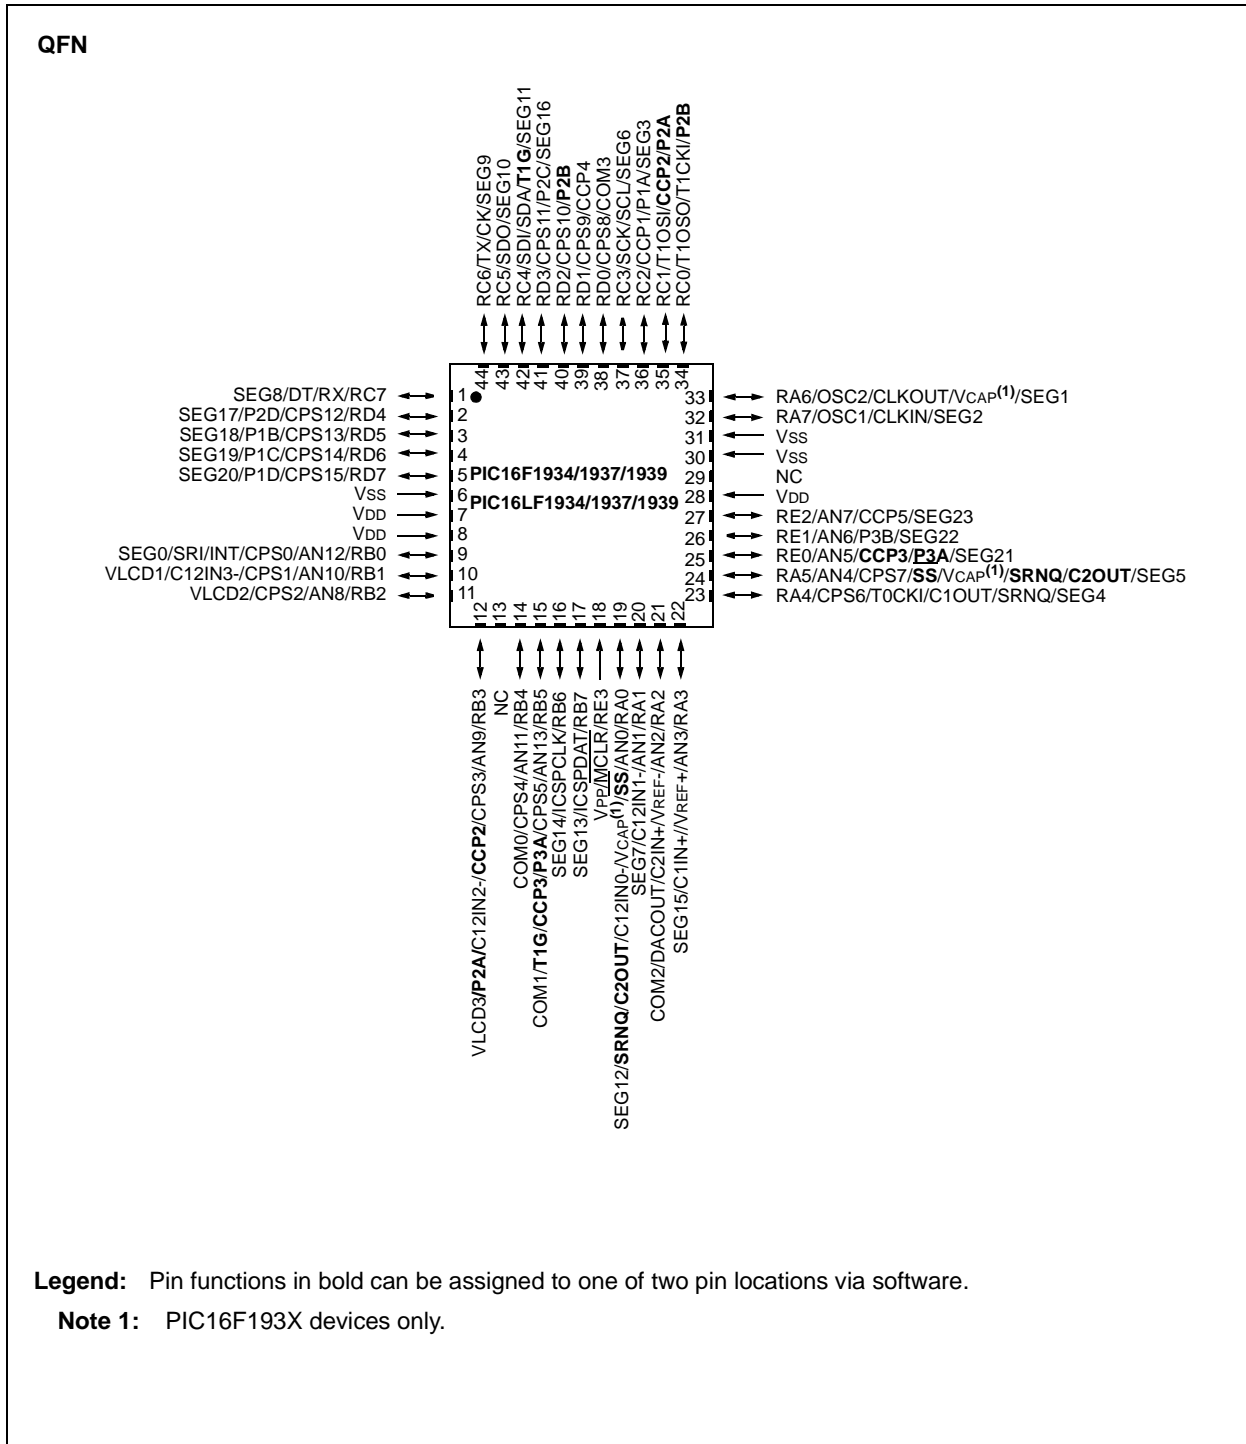 QFN
RC6/TX/CK/SEG9
RC5/SDO/SEG10
RC4/SDI/SDA/T1G/SEG11
RD3/CPS11/P2C/SEG16
RD2/CPS10/P2B
RD1/CPS9/CCP4
RD0/CPS8/COM3
RC3/SCK/SCL/SEG6
RC2/CCP1/P1A/SEG3
RC1/T1OSI/CCP2/P2A
RC0/T1OSO/T1CKI/P2B
44 43 42 41 40 39 38 37 36 35 34
SEG8/DT/RX/RC7 1
SEG17/P2D/CPS12/RD4 2
SEG18/P1B/CPS13/RD5 3
SEG19/P1C/CPS14/RD6 4
SEG20/P1D/CPS15/RD7 5
VSS 6
VDD 7
VDD 8
SEG0/SRI/INT/CPS0/AN12/RB0 9
VLCD1/C12IN3-/CPS1/AN10/RB1 10
VLCD2/CPS2/AN8/RB2 11
PIC16F1934/1937/1939
PIC16LF1934/1937/1939
33 RA6/OSC2/CLKOUT/VCAP(1)/SEG1
32 RA7/OSC1/CLKIN/SEG2
31 VSS
30 VSS
29 NC
28 VDD
27 RE2/AN7/CCP5/SEG23
26 RE1/AN6/P3B/SEG22
25 RE0/AN5/CCP3/P3A/SEG21
24 RA5/AN4/CPS7/SS/VCAP(1)/SRNQ/C2OUT/SEG5
23 RA4/CPS6/T0CKI/C1OUT/SRNQ/SEG4
12 13 14 15 16 17 18 19 20 21 22
VLCD3/P2A/C12IN2-/CCP2/CPS3/AN9/RB3
NC
COM0/CPS4/AN11/RB4
COM1/T1G/CCP3/P3A/CPS5/AN13/RB5
SEG14/ICSPCLK/RB6
SEG13/ICSPDAT/RB7
VPP/MCLR/RE3
SEG12/SRNQ/C2OUT/C12IN0-/VCAP(1)/SS/AN0/RA0
SEG7/C12IN1-/AN1/RA1
COM2/DACOUT/C2IN+/VREF-/AN2/RA2
SEG15/C1IN+//VREF+/AN3/RA3
Legend: Pin functions in bold can be assigned to one of two pin locations via software.
Note 1: PIC16F193X devices only.